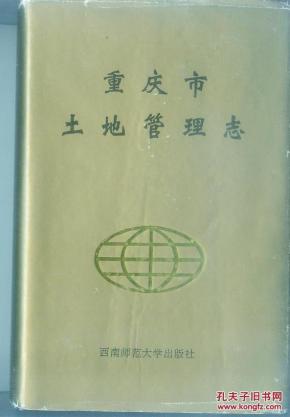 重庆市
土地管理志
西南师范大学出版社
孔夫子旧书网
kongfz.com